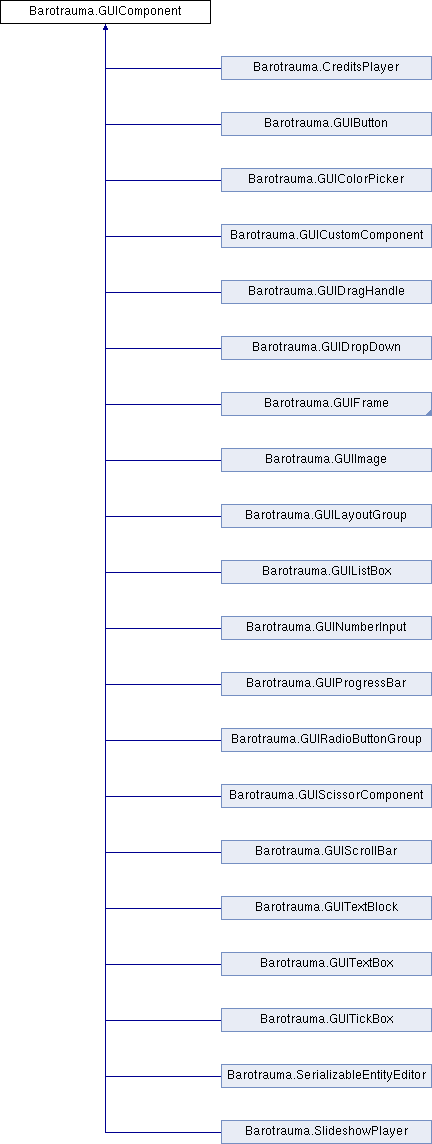 Barotrauma.GUIComponent
Barotrauma.CreditsPlayer
Barotrauma.GUIButton
Barotrauma.GUIColorPicker
Barotrauma.GUICustomComponent
Barotrauma.GUIDragHandle
Barotrauma.GUIDropDown
Barotrauma.GUIFrame
Barotrauma.GUIImage
Barotrauma.GUILayoutGroup
Barotrauma.GUIListBox
Barotrauma.GUINumberInput
Barotrauma.GUIProgressBar
Barotrauma.GUIRadioButtonGroup
Barotrauma.GUIScissorComponent
Barotrauma.GUIScrollBar
Barotrauma.GUITextBlock
Barotrauma.GUITextBox
Barotrauma.GUITickBox
Barotrauma.SerializableEntityEditor
Barotrauma.SlideshowPlayer